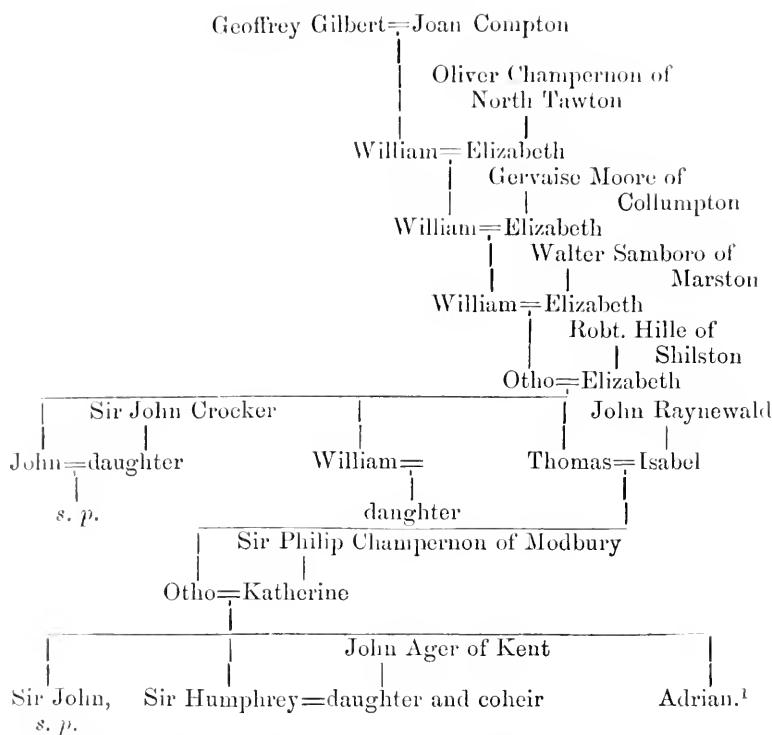 Geoffrey Gilbert=Joan Compton
Oliver Champernon of
North Tawton
William=Elizabeth
Gervaise Moore of
Collumpton
William=Elizabeth
Walter Samboro of
Marston
William=Elizabeth
Robt. Hille of
Shilston
Otho=Elizabeth
Sir John Crocker John Raynewald
John=daughter William= Thomas=Isabel
s. p. daughter
Sir Philip Champernon of Modbury
Otho=Katherine
John Ager of Kent
Sir John, Sir Humphrey=daughter and coheir Adrian.¹
s. p.